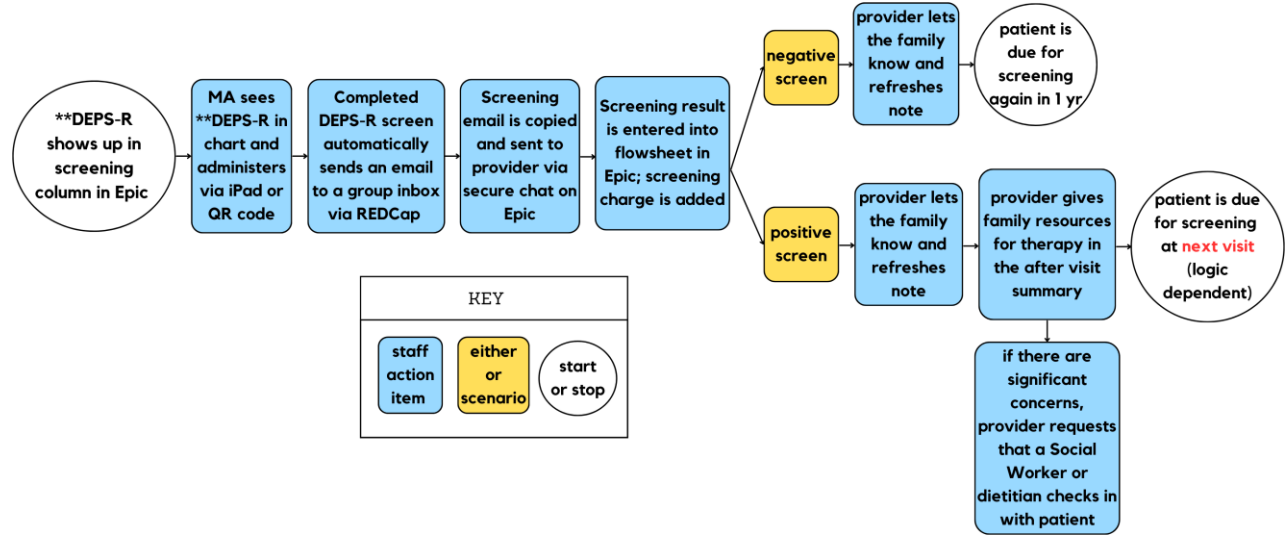 **DEPS-R
shows up in
screening
column in Epic
MA sees
**DEPS-R in
chart and
administers
via iPad or
QR code
Completed
DEPS-R screen
automatically
sends an email
to a group inbox
via REDCap
Screening
email is copied
and sent to
provider via
secure chat on
Epic
Screening result
is entered into
flowsheet in
Epic; screening
charge is added
negative
screen
provider lets
the family
know and
refreshes
note
patient is
due for
screening
again in 1 yr
positive
screen
provider lets
the family
know and
refreshes
note
provider gives
family resources
for therapy in
the after visit
summary
patient is due
for screening
at next visit
(logic
dependent)
if there are
significant
concerns,
provider requests
that a Social
Worker or
dietitian checks in
with patient
KEY
staff
action
item
either
or
scenario
start
or stop